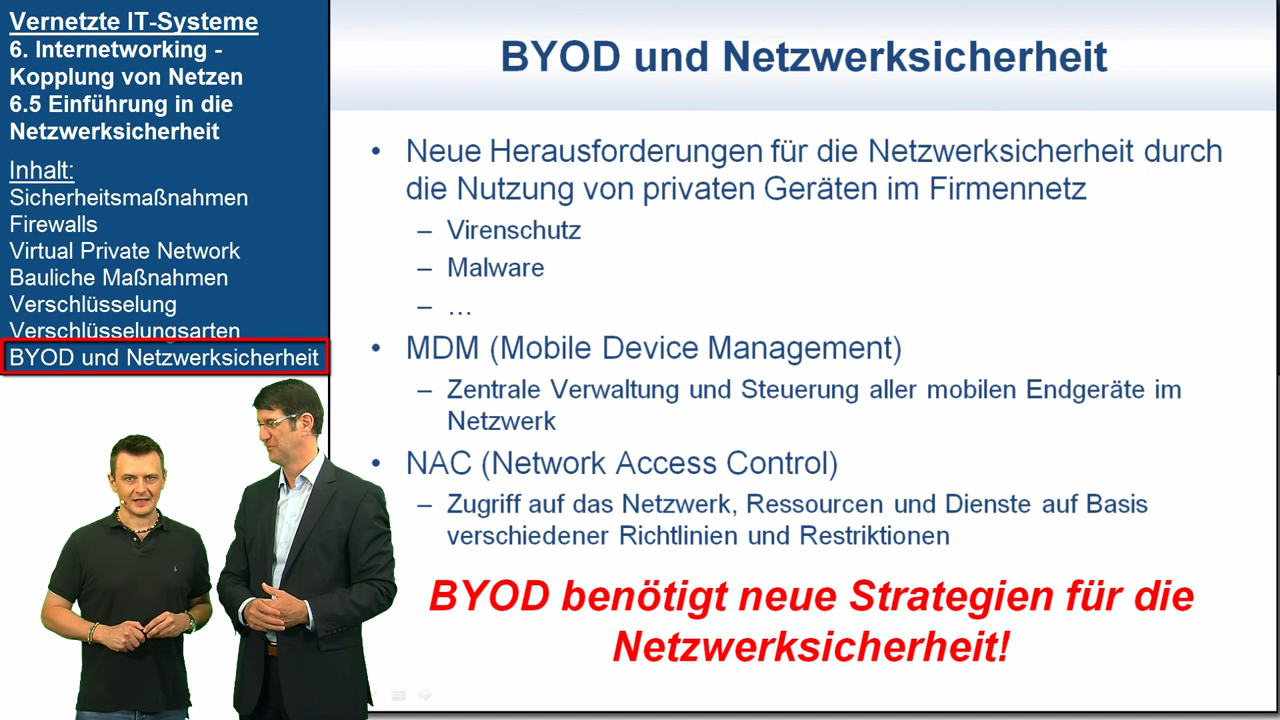 Vernetzte IT-Systeme
6. Internetworking -
Kopplung von Netzen
6.5 Einführung in die
Netzwerksicherheit
Inhalt:
Sicherheitsmaßnahmen
Firewalls
Virtual Private Network
Bauliche Maßnahmen
Verschlüsselung
Verschlüsselungsarten
BYOD und Netzwerksicherheit
BYOD und Netzwerksicherheit
• Neue Herausforderungen für die Netzwerksicherheit durch
die Nutzung von privaten Geräten im Firmennetz
– Virenschutz
– Malware
– …
• MDM (Mobile Device Management)
– Zentrale Verwaltung und Steuerung aller mobilen Endgeräte im
Netzwerk
• NAC (Network Access Control)
– Zugriff auf das Netzwerk, Ressourcen und Dienste auf Basis
verschiedener Richtlinien und Restriktionen
BYOD benötigt neue Strategien für die
Netzwerksicherheit!